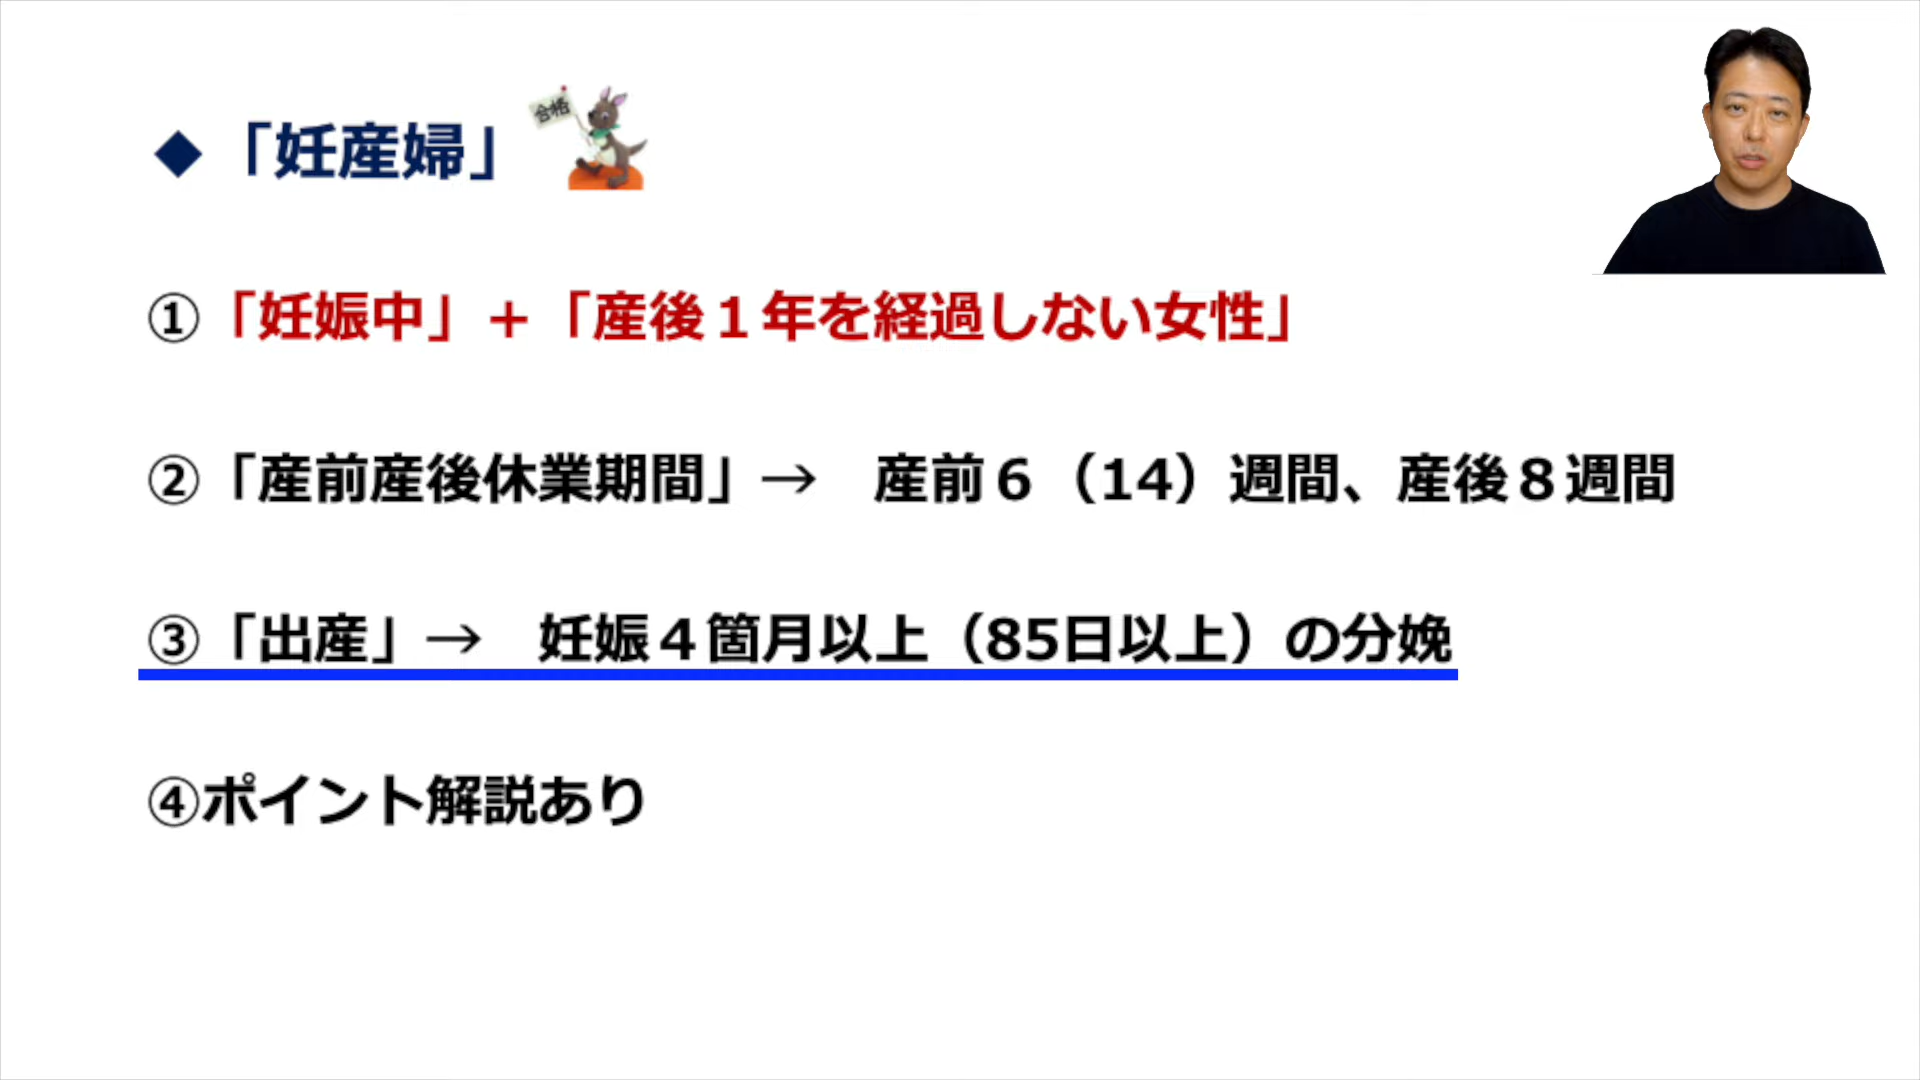 ◆「妊産婦」
合格
①「妊娠中」+「産後１年を経過しない女性」
②「産前産後休業期間」→　産前６（14）週間、産後８週間
③「出産」→　妊娠４箇月以上（85日以上）の分娩
④ポイント解説あり